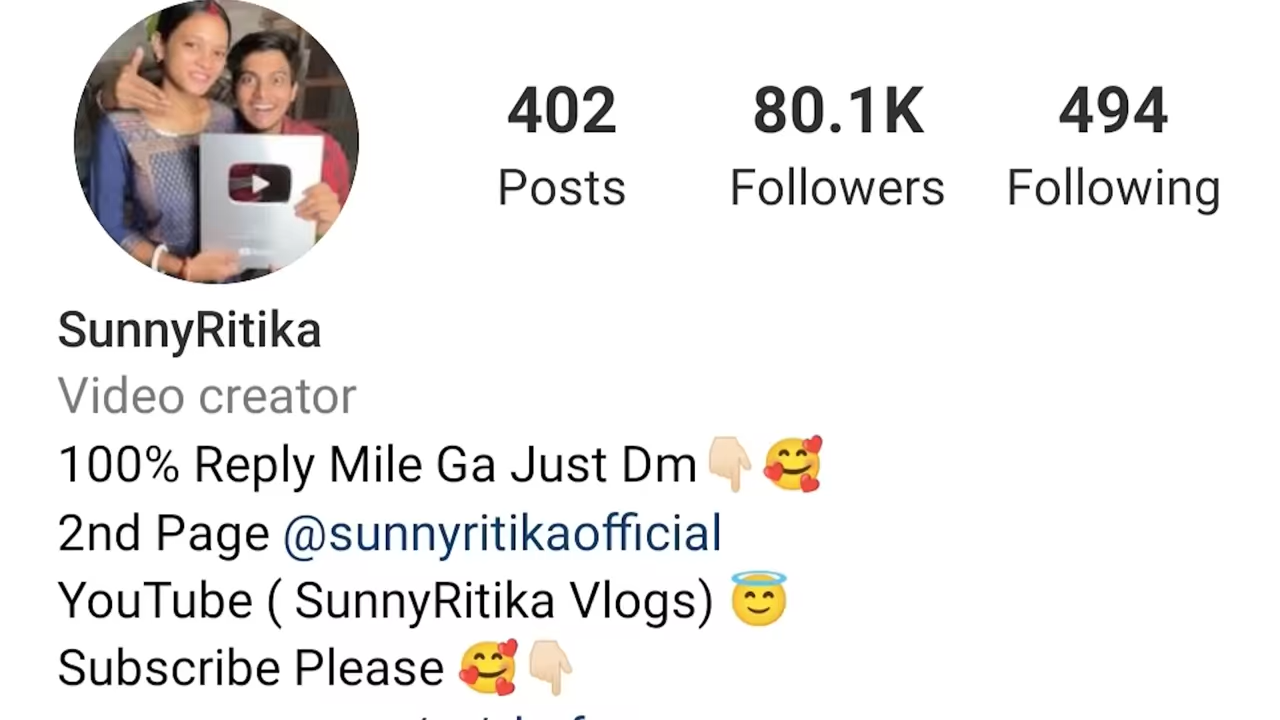 402 80.1K 494
Posts Followers Following
SunnyRitika
Video creator
100% Reply Mile Ga Just Dm👇🏻🥰
2nd Page @sunnyritikaofficial
YouTube ( SunnyRitika Vlogs) 😇
Subscribe Please 🥰👇🏻